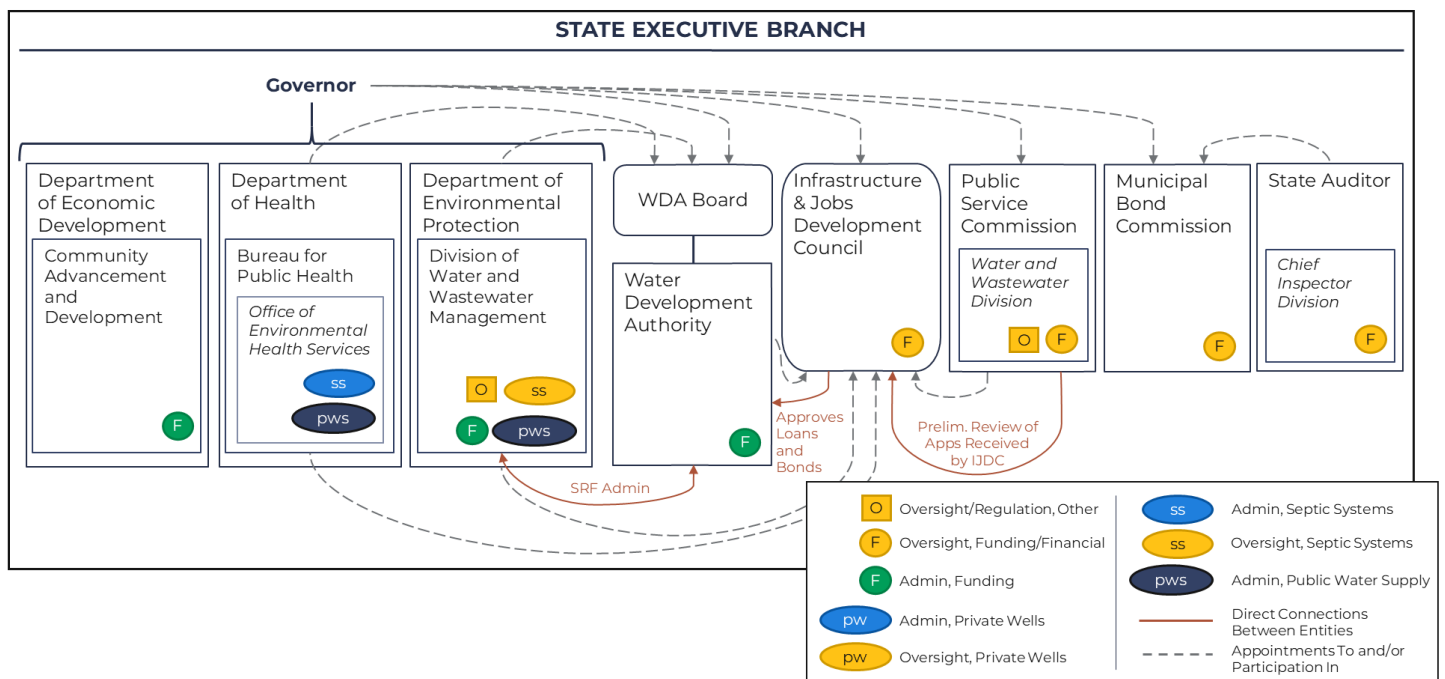 STATE EXECUTIVE BRANCH
Governor
Department
of Economic
Development
Community
Advancement
and
Development
F
Department
of Health
Bureau for
Public Health
Office of
Environmental
Health Services
ss
pws
Department of
Environmental
Protection
Division of
Water and
Wastewater
Management
O
ss
F
pws
SRF Admin
WDA Board
Water
Development
Authority
F
Approves
Loans
and
Bonds
Infrastructure
& Jobs
Development
Council
F
Prelim. Review of
Apps Received
by IJDC
Public
Service
Commission
Water and
Wastewater
Division
O
F
Municipal
Bond
Commission
F
State Auditor
Chief
Inspector
Division
F
O
Oversight/Regulation, Other
F
Oversight, Funding/Financial
F
Admin, Funding
pw
Admin, Private Wells
pw
Oversight, Private Wells
ss
Admin, Septic Systems
ss
Oversight, Septic Systems
pws
Admin, Public Water Supply
Direct Connections
Between Entities
Appointments To and/or
Participation In